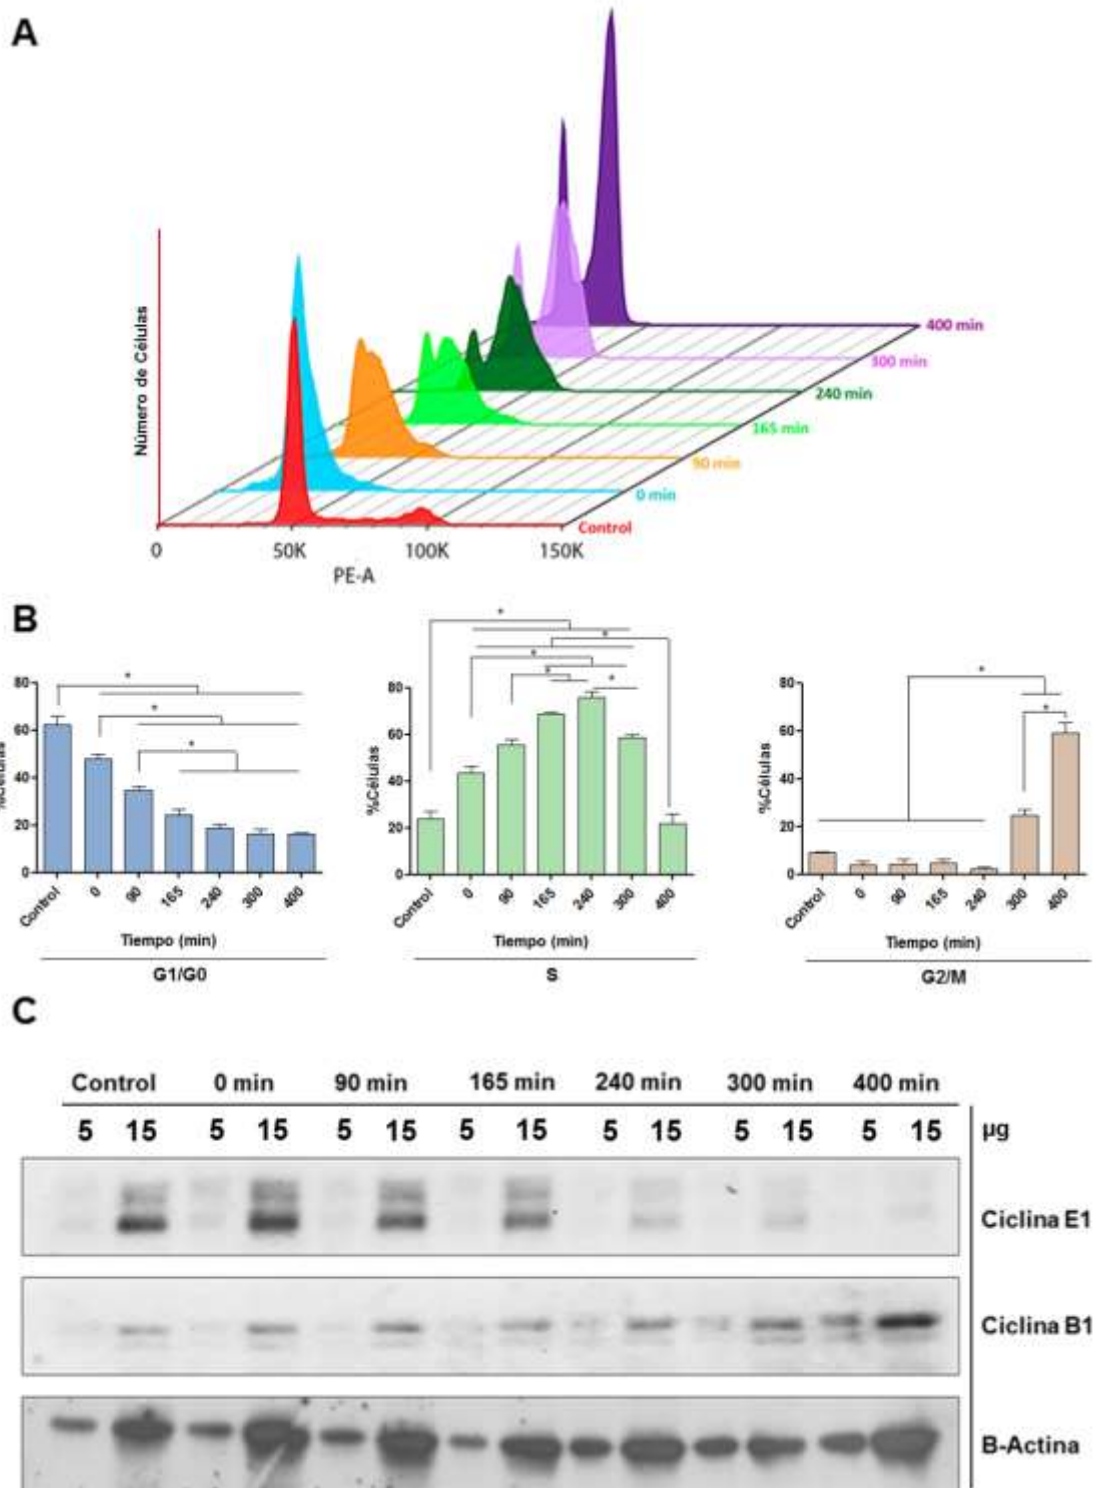 A
Número de Células
400 min
300 min
240 min
165 min
90 min
0 min
Control
0 50K 100K 150K
PE-A
B
* * *
%Células
80
60
40
20
0
Control 0 90 165 240 300 400
Tiempo (min)
G1/G0
* * * * *
%Células
80
60
40
20
0
Control 0 90 165 240 300 400
Tiempo (min)
S
* *
%Células
80
60
40
20
0
Control 0 90 165 240 300 400
Tiempo (min)
G2/M
C
Control 0 min 90 min 165 min 240 min 300 min 400 min
5 15 5 15 5 15 5 15 5 15 5 15 5 15 µg
Ciclina E1
Ciclina B1
B-Actina